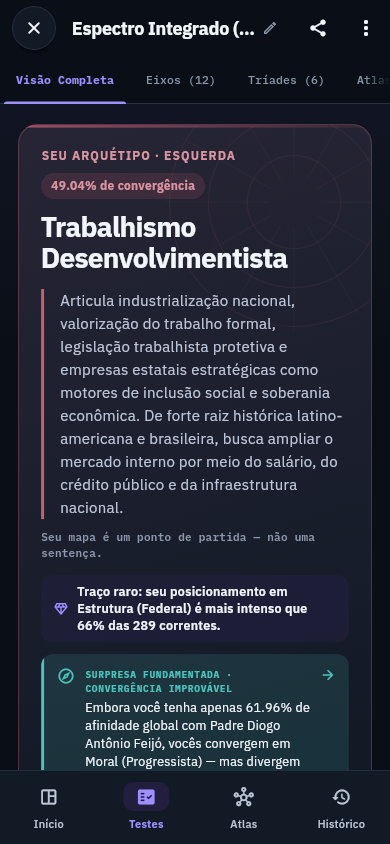 Espectro Integrado (...
Visão Completa
Eixos (12)
Tríades (6)
Atlas
SEU ARQUÉTIPO · ESQUERDA
49.04% de convergência
Trabalhismo
Desenvolvimentista
Articula industrialização nacional,
valorização do trabalho formal,
legislação trabalhista protetiva e
empresas estatais estratégicas como
motores de inclusão social e soberania
econômica. De forte raiz histórica latino-
americana e brasileira, busca ampliar o
mercado interno por meio do salário, do
crédito público e da infraestrutura
nacional.
Seu mapa é um ponto de partida — não uma
sentença.
Traço raro: seu posicionamento em
Estrutura (Federal) é mais intenso que
66% das 289 correntes.
SURPRESA FUNDAMENTADA ·
CONVERGÊNCIA IMPROVÁVEL
Embora você tenha apenas 61.96% de
afinidade global com Padre Diogo
Antônio Feijó, vocês convergem em
Moral (Progressista) — mas divergem
Início
Testes
Atlas
Histórico